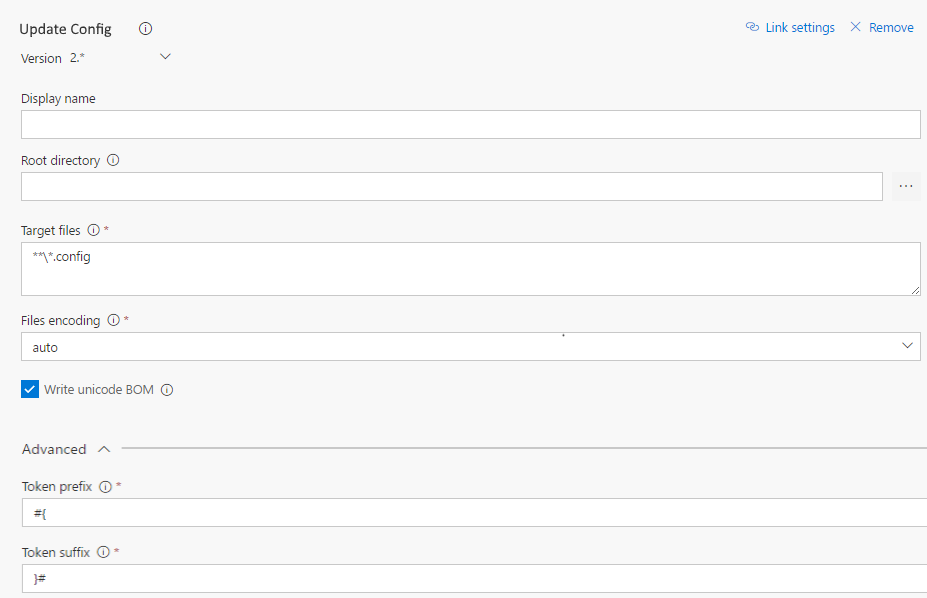 Update Config
Link settings
Remove
Version 2.*
Display name
Root directory
...
Target files *
**\*.config
Files encoding *
auto
Write unicode BOM
Advanced
Token prefix *
#{
Token suffix *
}#